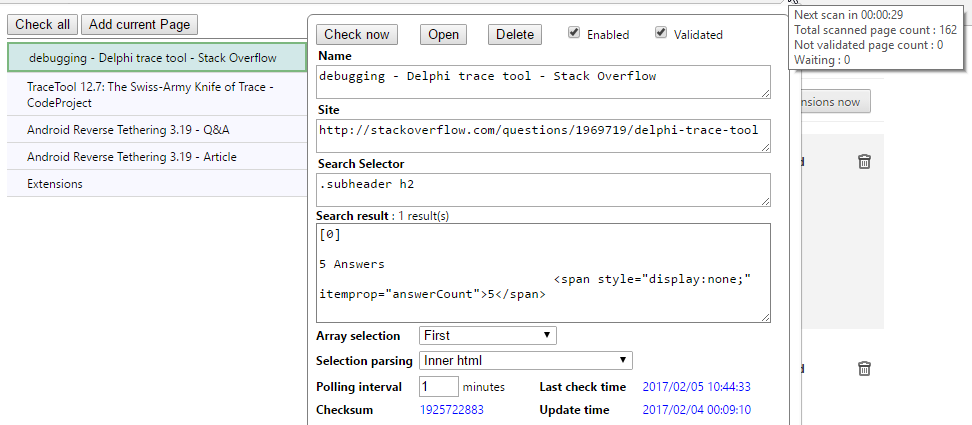 Check all
Add current Page
debugging - Delphi trace tool - Stack Overflow
TraceTool 12.7: The Swiss-Army Knife of Trace -
CodeProject
Android Reverse Tethering 3.19 - Q&A
Android Reverse Tethering 3.19 - Article
Extensions
Check now
Open
Delete
Enabled
Validated
Name
debugging - Delphi trace tool - Stack Overflow
Site
http://stackoverflow.com/questions/1969719/delphi-trace-tool
Search Selector
.subheader h2
Search result : 1 result(s)
[0]
5 Answers
<span style="display:none;"
itemprop="answerCount">5</span>
Array selection
First
Selection parsing
Inner html
Polling interval
1
minutes
Last check time
2017/02/05 10:44:33
Checksum
1925722883
Update time
2017/02/04 00:09:10
Next scan in 00:00:29
Total scanned page count : 162
Not validated page count : 0
Waiting : 0
nsions now